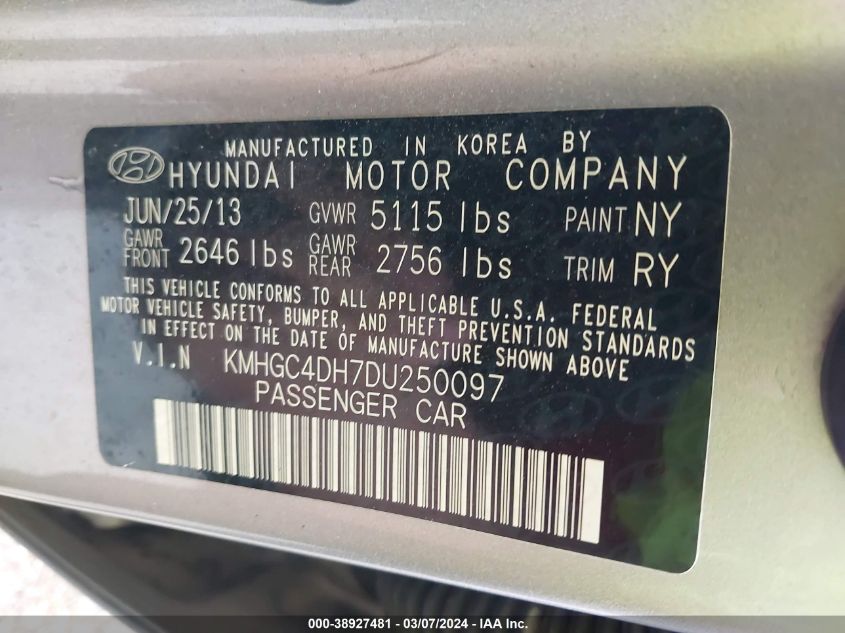 MANUFACTURED IN KOREA BY
HYUNDAI MOTOR COMPANY
JUN/25/13 GVWR 5115 lbs PAINT NY
GAWR FRONT 2646 lbs GAWR REAR 2756 lbs TRIM RY
THIS VEHICLE CONFORMS TO ALL APPLICABLE U.S.A. FEDERAL
MOTOR VEHICLE SAFETY, BUMPER, AND THEFT PREVENTION STANDARDS
IN EFFECT ON THE DATE OF MANUFACTURE SHOWN ABOVE
V.I.N KMHGC4DH7DU250097
PASSENGER CAR
000-38927481 - 03/07/2024 - IAA Inc.